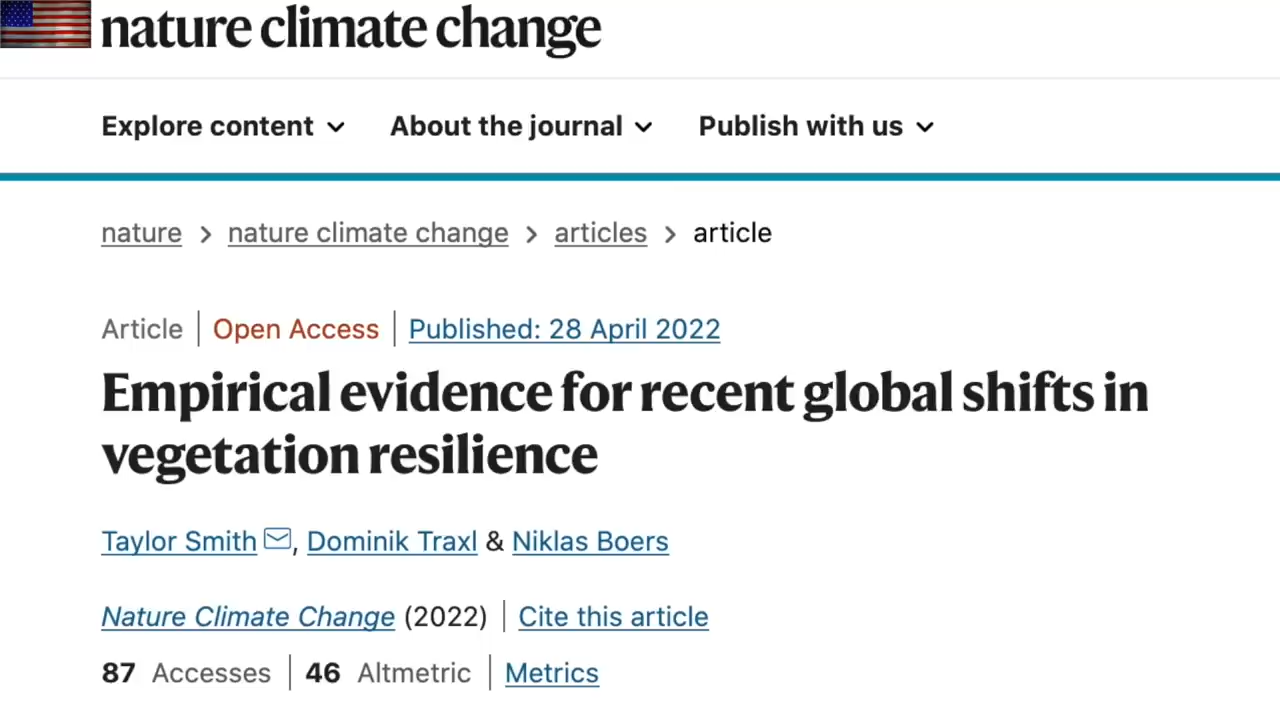 nature climate change
Explore content About the journal Publish with us
nature > nature climate change > articles > article
Article | Open Access | Published: 28 April 2022
Empirical evidence for recent global shifts in
vegetation resilience
Taylor Smith, Dominik Traxl & Niklas Boers
Nature Climate Change (2022) | Cite this article
87 Accesses | 46 Altmetric | Metrics